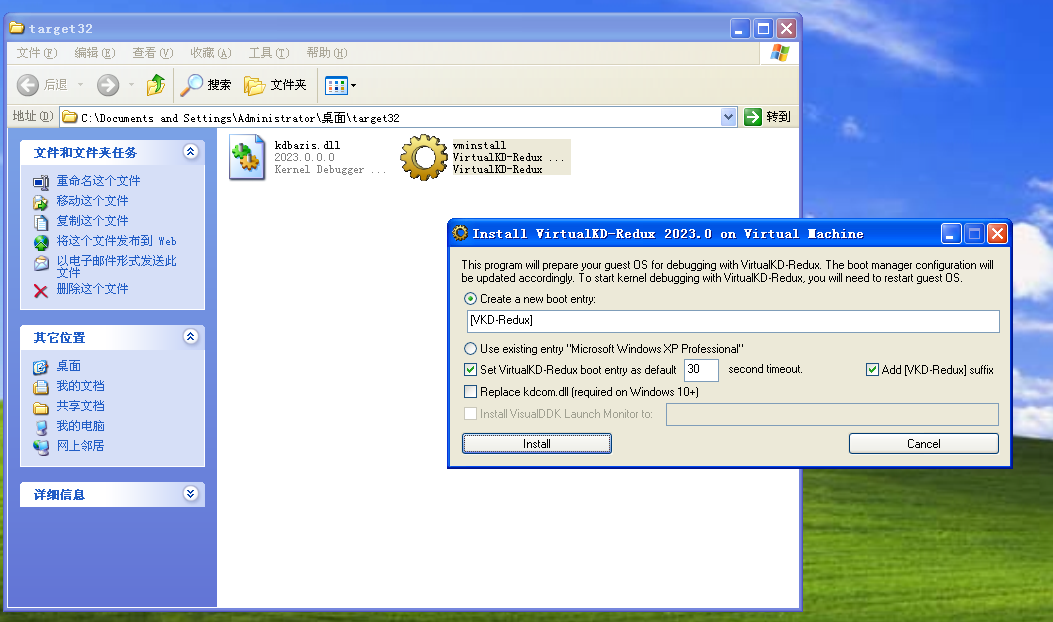 target32
文件(F) 编辑(E) 查看(V) 收藏(A) 工具(T) 帮助(H)
后退 搜索 文件夹
地址(D) C:\Documents and Settings\Administrator\桌面\target32 转到
文件和文件夹任务
重命名这个文件
移动这个文件
复制这个文件
将这个文件发布到 Web
以电子邮件形式发送此
文件
删除这个文件
其它位置
桌面
我的文档
共享文档
我的电脑
网上邻居
详细信息
kdbazis.dll
2023.0.0.0
Kernel Debugger ...
vminstall
VirtualKD-Redux ...
VirtualKD-Redux
Install VirtualKD-Redux 2023.0 on Virtual Machine
This program will prepare your guest OS for debugging with VirtualKD-Redux. The boot manager configuration will
be updated accordingly. To start kernel debugging with VirtualKD-Redux, you will need to restart guest OS.
Create a new boot entry:
[VKD-Redux]
Use existing entry "Microsoft Windows XP Professional"
Set VirtualKD-Redux boot entry as default 30 second timeout. Add [VKD-Redux] suffix
Replace kdcom.dll (required on Windows 10+)
Install VisualDDK Launch Monitor to:
Install Cancel